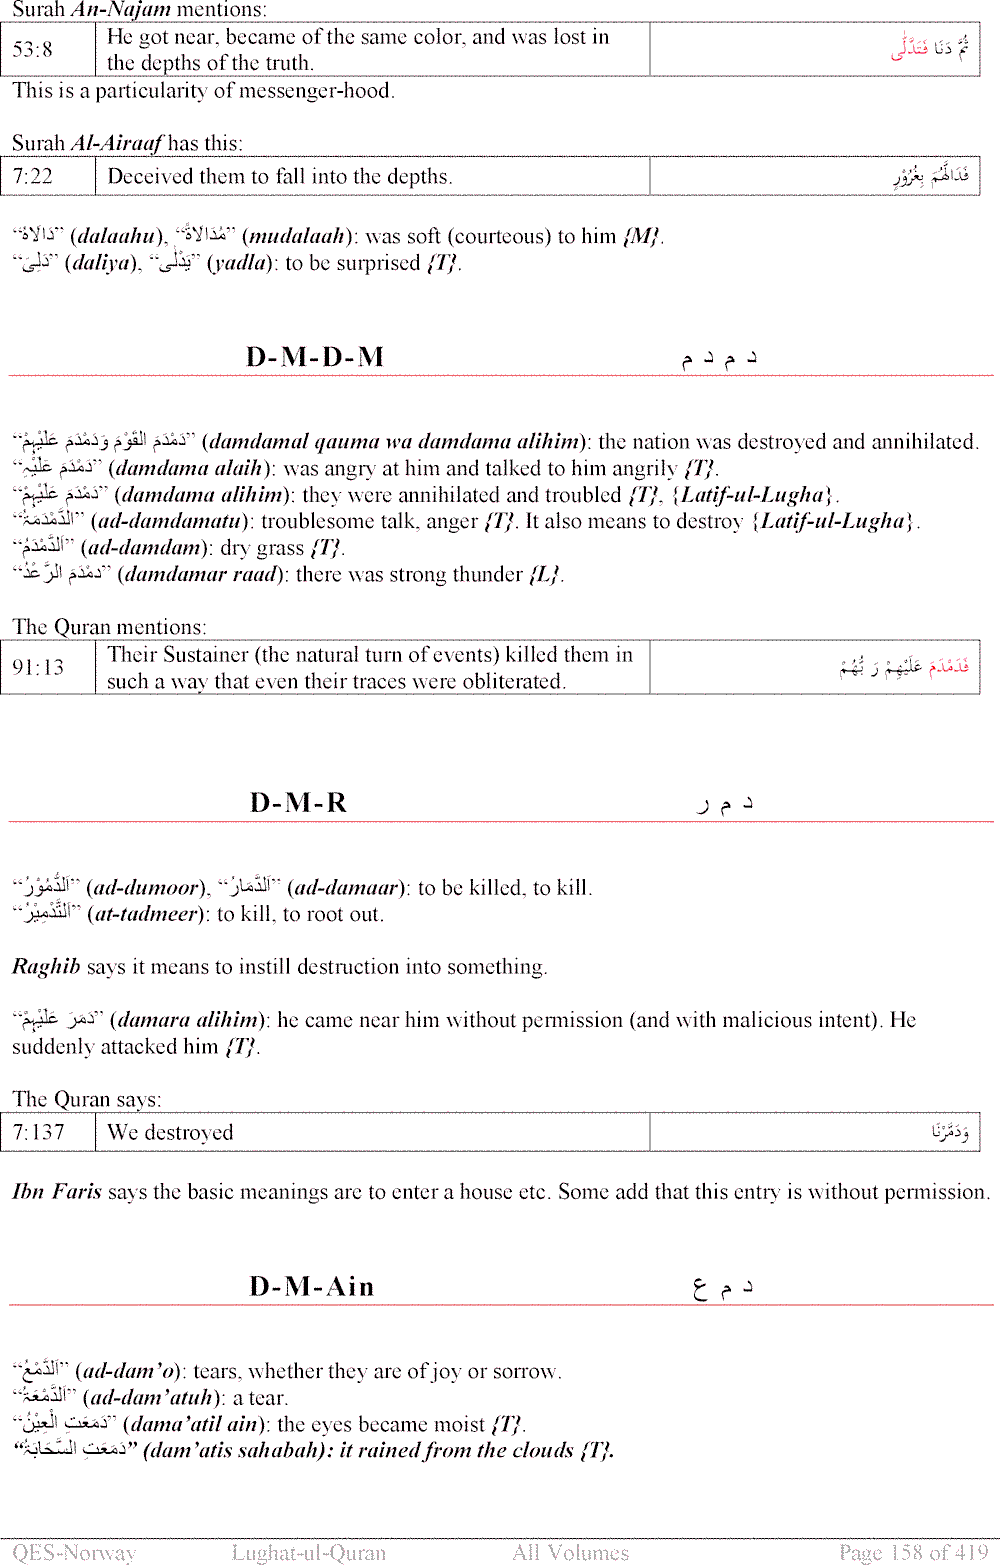 Surah An-Najam mentions:
53:8 He got near, became of the same color, and was lost in the depths of the truth. ثُمَّ دَنَا فَتَدَلّٰى
This is a particularity of messenger-hood.
Surah Al-Airaaf has this:
7:22 Deceived them to fall into the depths. فَدَالّٰهُمَ بِغُرُوْرٍ
“دَالَاهُ” (dalaahu), “مُدَالَاةً” (mudalaah): was soft (courteous) to him {M}.
“دَلِیَ” (daliya), “یَدْلٰی” (yadla): to be surprised {T}.
D-M-D-M د م د م
“دَمْدَمَ الْقَوْمَ وَدَمْدَمَ عَلَیْہِمْ” (damdamal qauma wa damdama alihim): the nation was destroyed and annihilated.
“دَمْدَمَ عَلَیْہِ” (damdama alaih): was angry at him and talked to him angrily {T}.
“دَمْدَمَ عَلَیْہِمْ” (damdama alihim): they were annihilated and troubled {T}, {Latif-ul-Lugha}.
“الَدَّمْدَمَۃُ” (ad-damdamatu): troublesome talk, anger {T}. It also means to destroy {Latif-ul-Lugha}.
“اَلدَّمْدَمُ” (ad-damdam): dry grass {T}.
“دمْدَمَ الرَّعْدُ” (damdamar raad): there was strong thunder {L}.
The Quran mentions:
91:13 Their Sustainer (the natural turn of events) killed them in such a way that even their traces were obliterated. فَدَمْدَمَ عَلَيْهِمْ رَ بُّهُمْ
D-M-R د م ر
“اَلدُّمُوْرُ” (ad-dumoor), “اَلدَّمَارُ” (ad-damaar): to be killed, to kill.
“اَلتَّدْمِیْرُ” (at-tadmeer): to kill, to root out.
Raghib says it means to instill destruction into something.
“دَمَرَ عَلَیْہِمْ” (damara alihim): he came near him without permission (and with malicious intent). He
suddenly attacked him {T}.
The Quran says:
7:137 We destroyed وَدَمَّرْنَا
Ibn Faris says the basic meanings are to enter a house etc. Some add that this entry is without permission.
D-M-Ain د م ع
“اَلدَّمْعُ” (ad-dam’o): tears, whether they are of joy or sorrow.
“اَلدَّمْعَۃُ” (ad-dam’atuh): a tear.
“دَمَعَتِ الْعَیْنُ” (dama’atil ain): the eyes became moist {T}.
“دَمَعَتِ السَّحَابَۃُ” (dam’atis sahabah): it rained from the clouds {T}.
QES-Norway Lughat-ul-Quran All Volumes Page 158 of 419